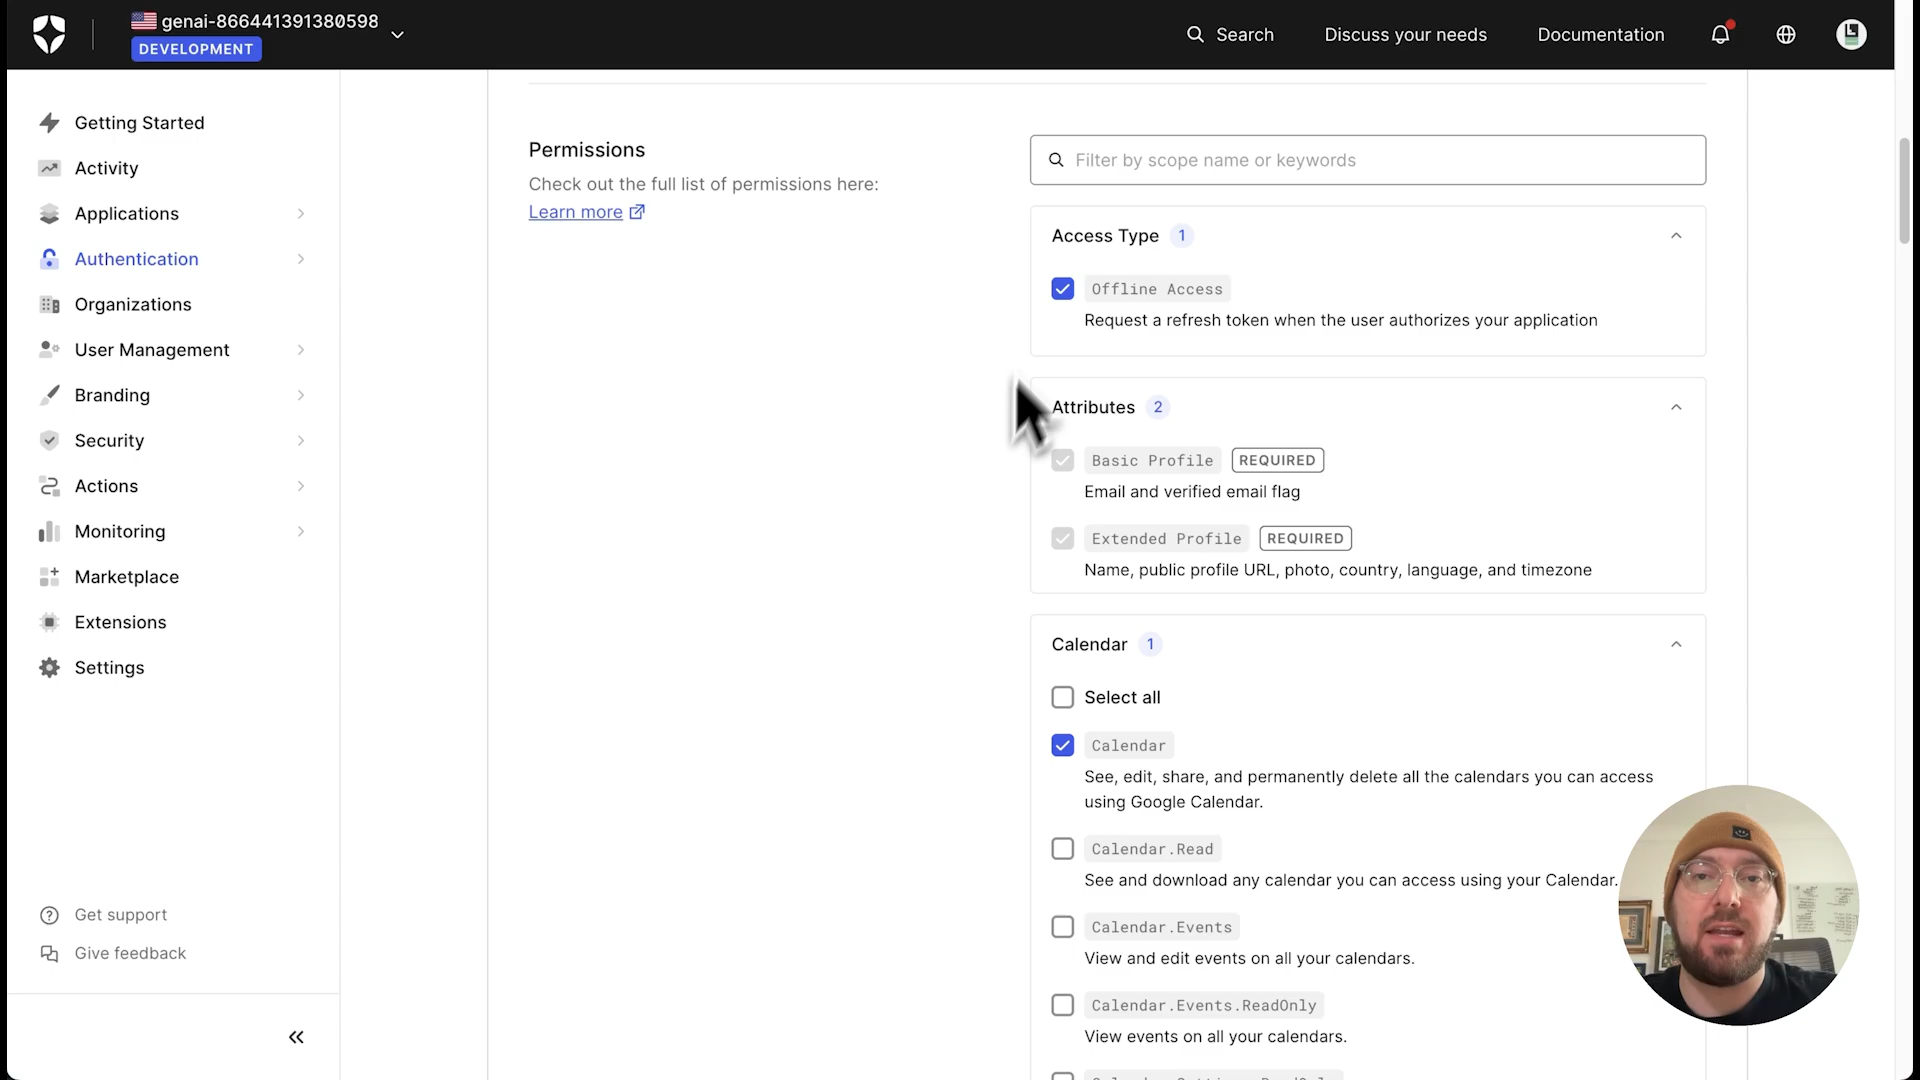 genai-866441391380598
DEVELOPMENT
Search
Discuss your needs
Documentation
Getting Started
Activity
Applications
Authentication
Organizations
User Management
Branding
Security
Actions
Monitoring
Marketplace
Extensions
Settings
Get support
Give feedback
Permissions
Check out the full list of permissions here:
Learn more
Filter by scope name or keywords
Access Type 1
Offline Access
Request a refresh token when the user authorizes your application
Attributes 2
Basic Profile REQUIRED
Email and verified email flag
Extended Profile REQUIRED
Name, public profile URL, photo, country, language, and timezone
Calendar 1
Select all
Calendar
See, edit, share, and permanently delete all the calendars you can access
using Google Calendar.
Calendar.Read
See and download any calendar you can access using your Calendar.
Calendar.Events
View and edit events on all your calendars.
Calendar.Events.ReadOnly
View events on all your calendars.